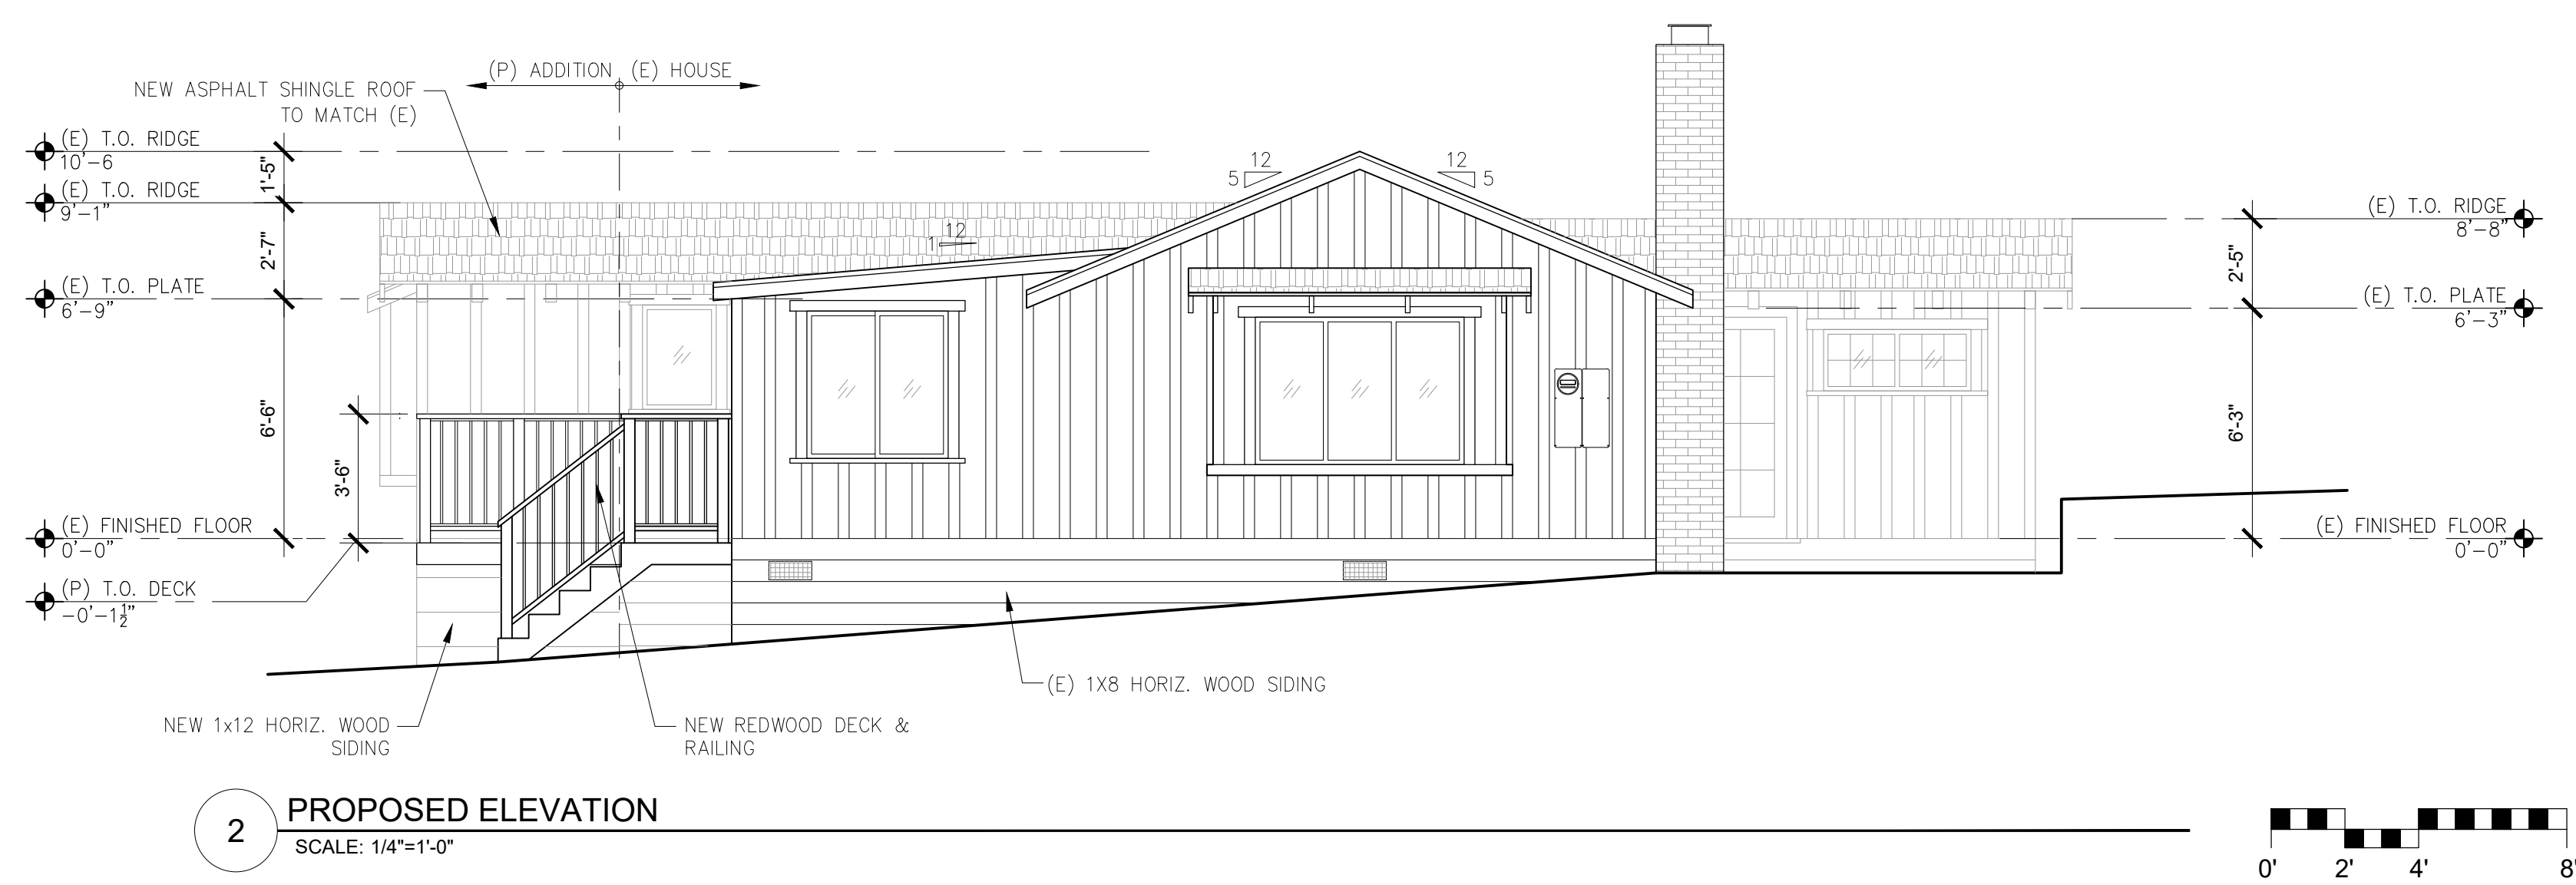 (P) ADDITION
(E) HOUSE
NEW ASPHALT SHINGLE ROOF
TO MATCH (E)
(E) T.O. RIDGE
10'-6
1'-5"
(E) T.O. RIDGE
9'-1"
2'-7"
(E) T.O. PLATE
6'-9"
6'-6"
3'-6"
(E) FINISHED FLOOR
0'-0"
(P) T.O. DECK
-0'-1½"
12
1
12
5
12
5
(E) T.O. RIDGE
8'-8"
2'-5"
(E) T.O. PLATE
6'-3"
6'-3"
(E) FINISHED FLOOR
0'-0"
(E) 1X8 HORIZ. WOOD SIDING
NEW 1x12 HORIZ. WOOD
SIDING
NEW REDWOOD DECK &
RAILING
2
PROPOSED ELEVATION
SCALE: 1/4"=1'-0"
0' 2' 4' 8'